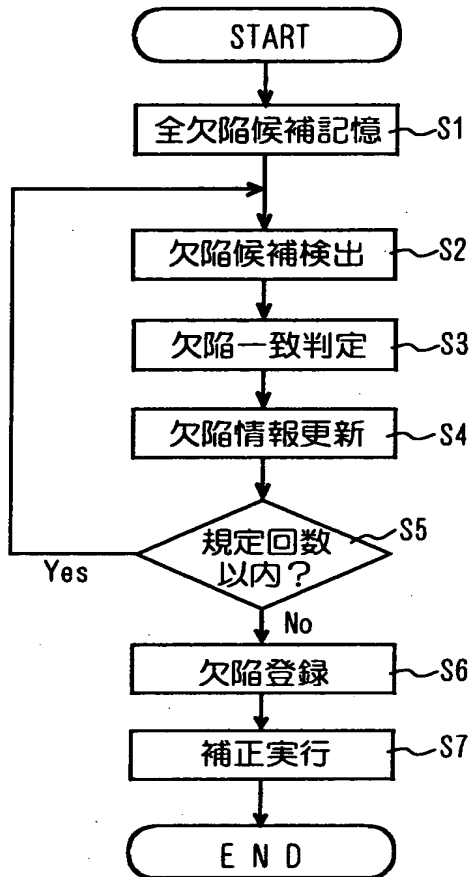 START
全欠陥候補記憶 S1
欠陥候補検出 S2
欠陥一致判定 S3
欠陥情報更新 S4
規定回数 S5
以内？
Yes
No
欠陥登録 S6
補正実行 S7
END